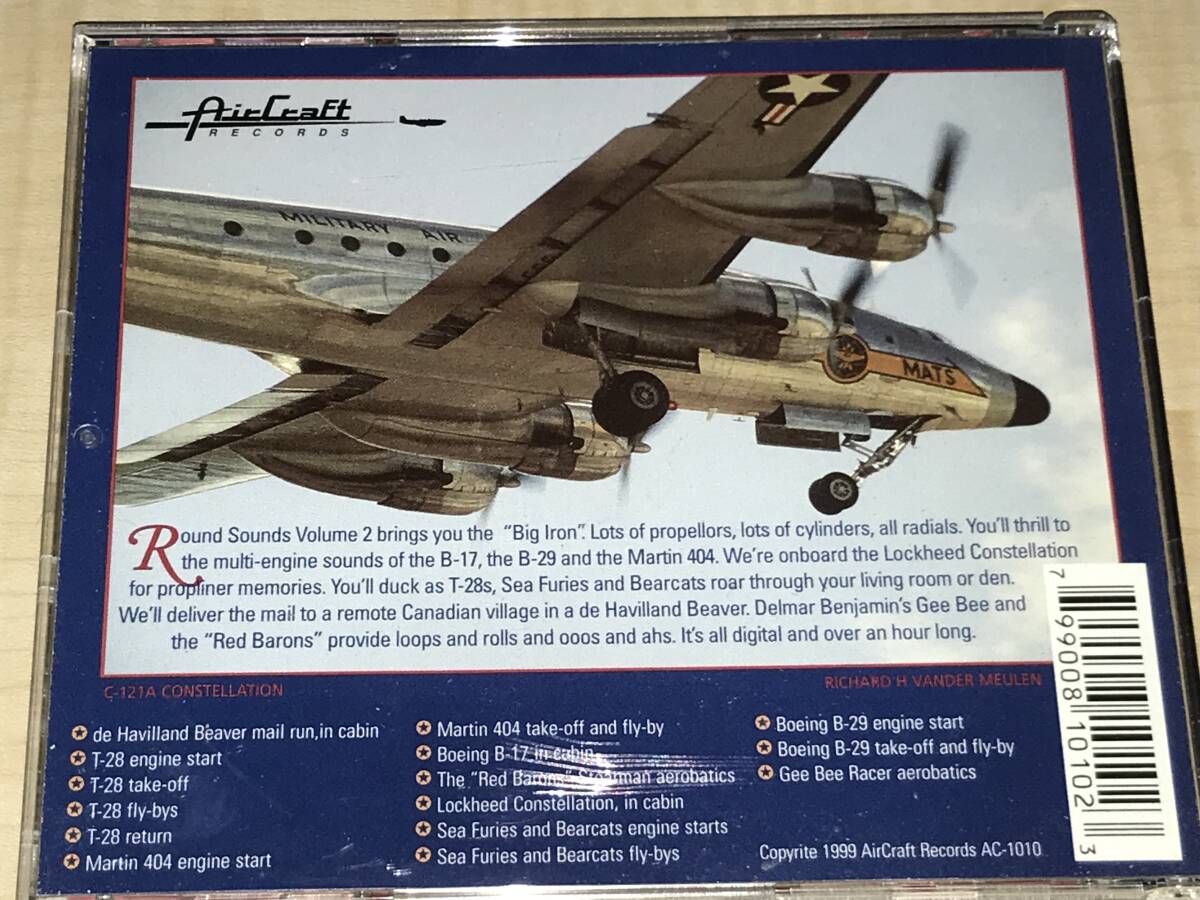 AirCraft
RECORDS
MILITARY AIR
MATS
Round Sounds Volume 2 brings you the "Big Iron". Lots of propellors, lots of cylinders, all radials. You'll thrill to
the multi-engine sounds of the B-17, the B-29 and the Martin 404. We're onboard the Lockheed Constellation
for propliner memories. You'll duck as T-28s, Sea Furies and Bearcats roar through your living room or den.
We'll deliver the mail to a remote Canadian village in a de Havilland Beaver. Delmar Benjamin's Gee Bee and
the "Red Barons" provide loops and rolls and ooos and ahs. It's all digital and over an hour long.
C-121A CONSTELLATION
RICHARD H VANDER MEULEN
de Havilland Beaver mail run,in cabin
T-28 engine start
T-28 take-off
T-28 fly-bys
T-28 return
Martin 404 engine start
Martin 404 take-off and fly-by
Boeing B-17 in cabin
The "Red Barons" Stearman aerobatics
Lockheed Constellation, in cabin
Sea Furies and Bearcats engine starts
Sea Furies and Bearcats fly-bys
Boeing B-29 engine start
Boeing B-29 take-off and fly-by
Gee Bee Racer aerobatics
Copyrite 1999 AirCraft Records AC-1010
7 99008 10102 3